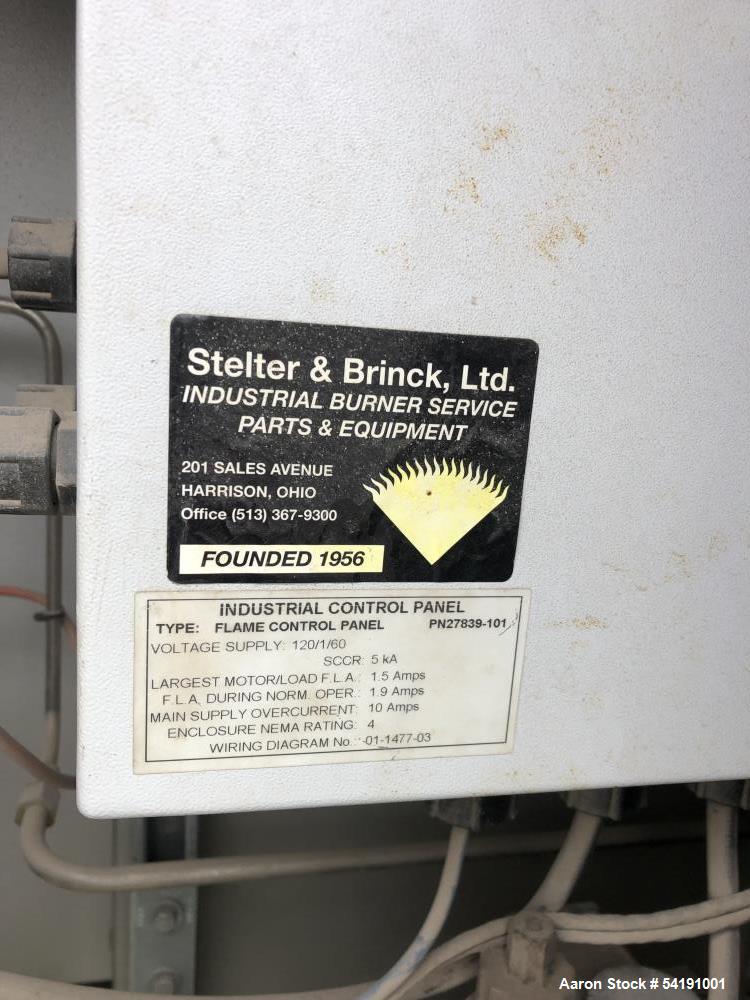 Stelter & Brinck, Ltd.
INDUSTRIAL BURNER SERVICE
PARTS & EQUIPMENT
201 SALES AVENUE
HARRISON, OHIO
Office (513) 367-9300
FOUNDED 1956
INDUSTRIAL CONTROL PANEL
TYPE: FLAME CONTROL PANEL PN27839-101
VOLTAGE SUPPLY: 120/1/60
SCCR: 5 kA
LARGEST MOTOR/LOAD F.L.A.: 1.5 Amps
F.L.A. DURING NORM. OPER.: 1.9 Amps
MAIN SUPPLY OVERCURRENT: 10 Amps
ENCLOSURE NEMA RATING: 4
WIRING DIAGRAM No.: -01-1477-03
Aaron Stock # 54191001